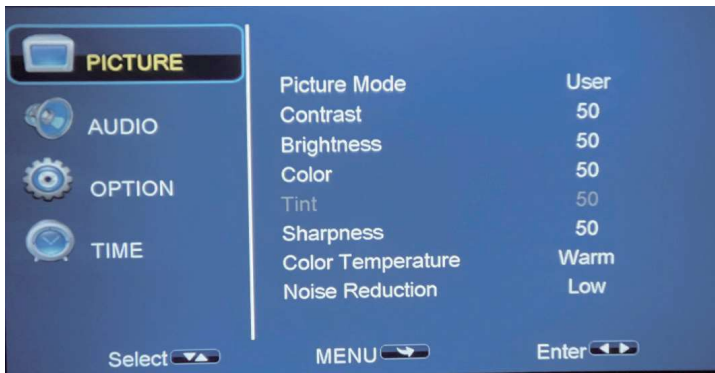 PICTURE
AUDIO
OPTION
TIME
Picture Mode User
Contrast 50
Brightness 50
Color 50
Tint 50
Sharpness 50
Color Temperature Warm
Noise Reduction Low
Select MENU Enter